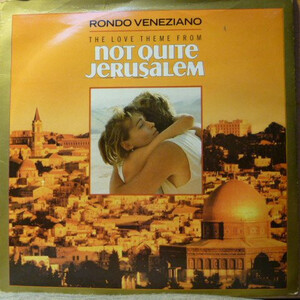 RONDO VENEZIANO
THE LOVE THEME FROM
NOT QUITE
JERUSALEM